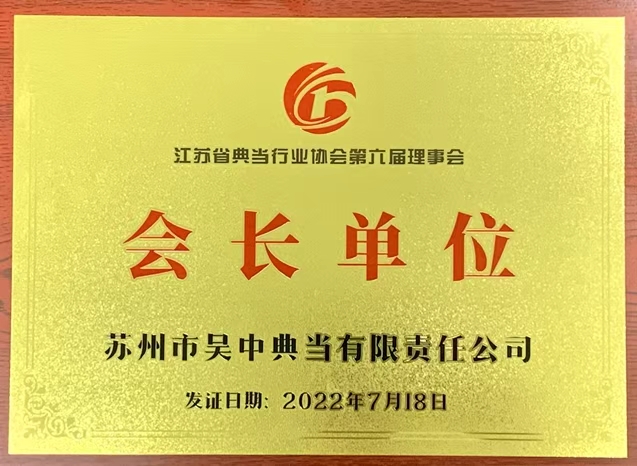 江苏省典当行业协会第六届理事会
会长单位
苏州市吴中典当有限责任公司
发证日期：2022年7月18日